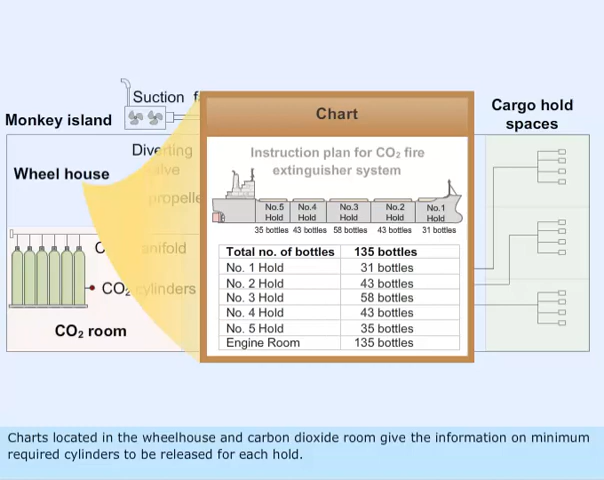 Suction
Monkey island
Cargo hold
spaces
Chart
Diverting
Wheel house
Instruction plan for CO₂ fire
extinguisher system
No.5 Hold
No.4 Hold
No.3 Hold
No.2 Hold
No.1 Hold
35 bottles 43 bottles 58 bottles 43 bottles 31 bottles
Total no. of bottles 135 bottles
No. 1 Hold 31 bottles
No. 2 Hold 43 bottles
No. 3 Hold 58 bottles
No. 4 Hold 43 bottles
No. 5 Hold 35 bottles
Engine Room 135 bottles
CO₂ cylinders
CO₂ room
Charts located in the wheelhouse and carbon dioxide room give the information on minimum
required cylinders to be released for each hold.